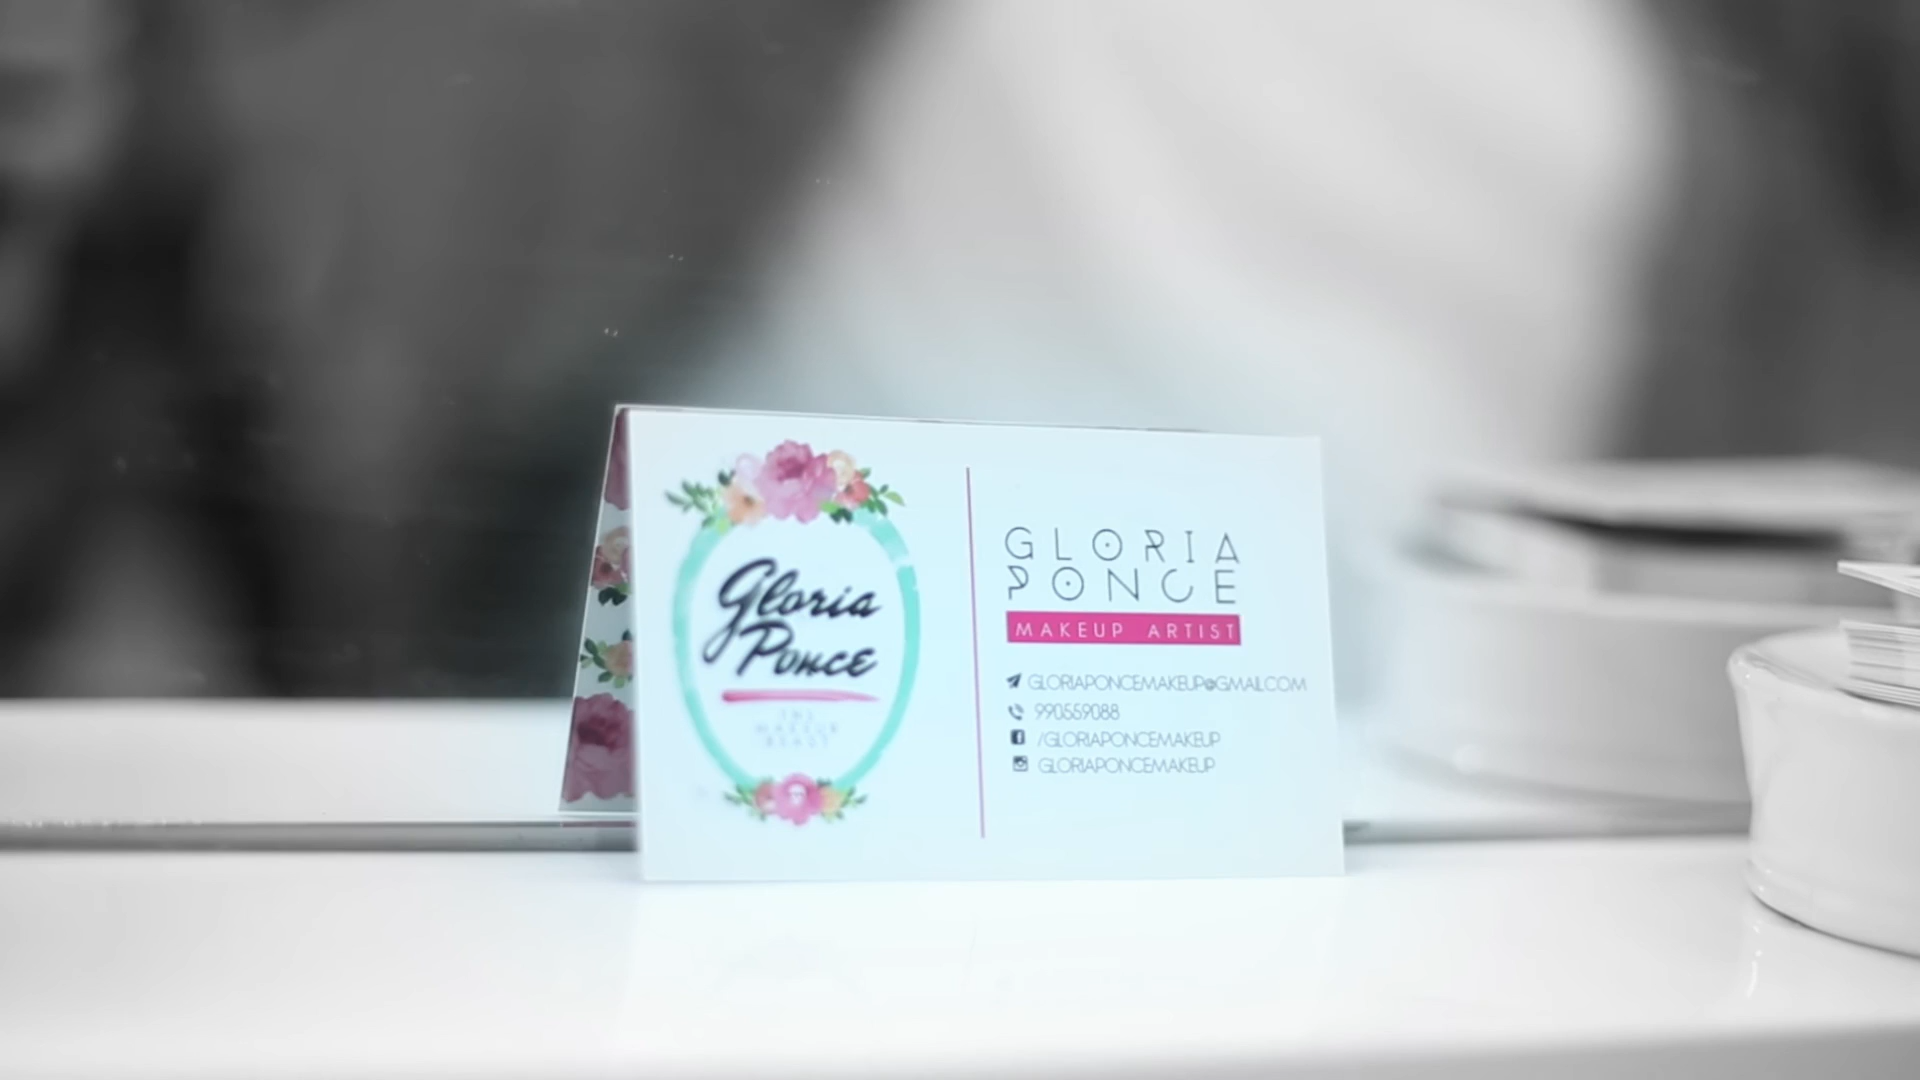 Gloria
Ponce
GLORIA
PONCE
MAKEUP ARTIST
GLORIAPONCEMAKEUP@GMAIL.COM
990559088
/GLORIAPONCEMAKEUP
GLORIAPONCEMAKEUP